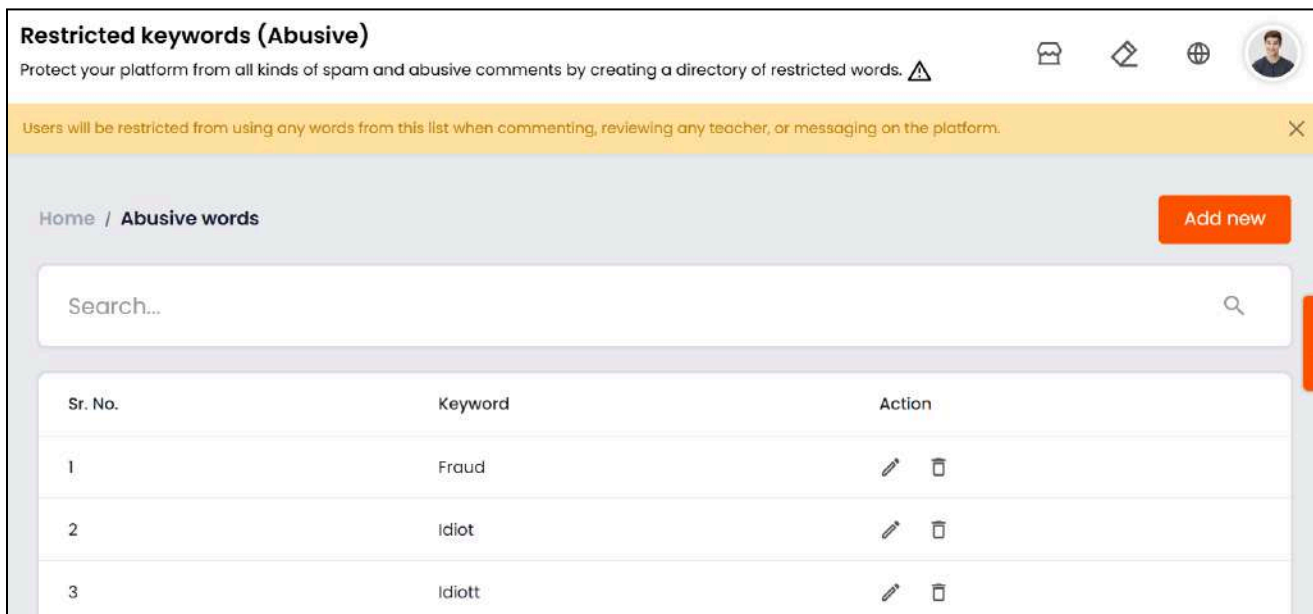 Restricted keywords (Abusive)
Protect your platform from all kinds of spam and abusive comments by creating a directory of restricted words.
Users will be restricted from using any words from this list when commenting, reviewing any teacher, or messaging on the platform.
Home / Abusive words
Add new
Search...
Sr. No. Keyword Action
1 Fraud
2 Idiot
3 Idiott